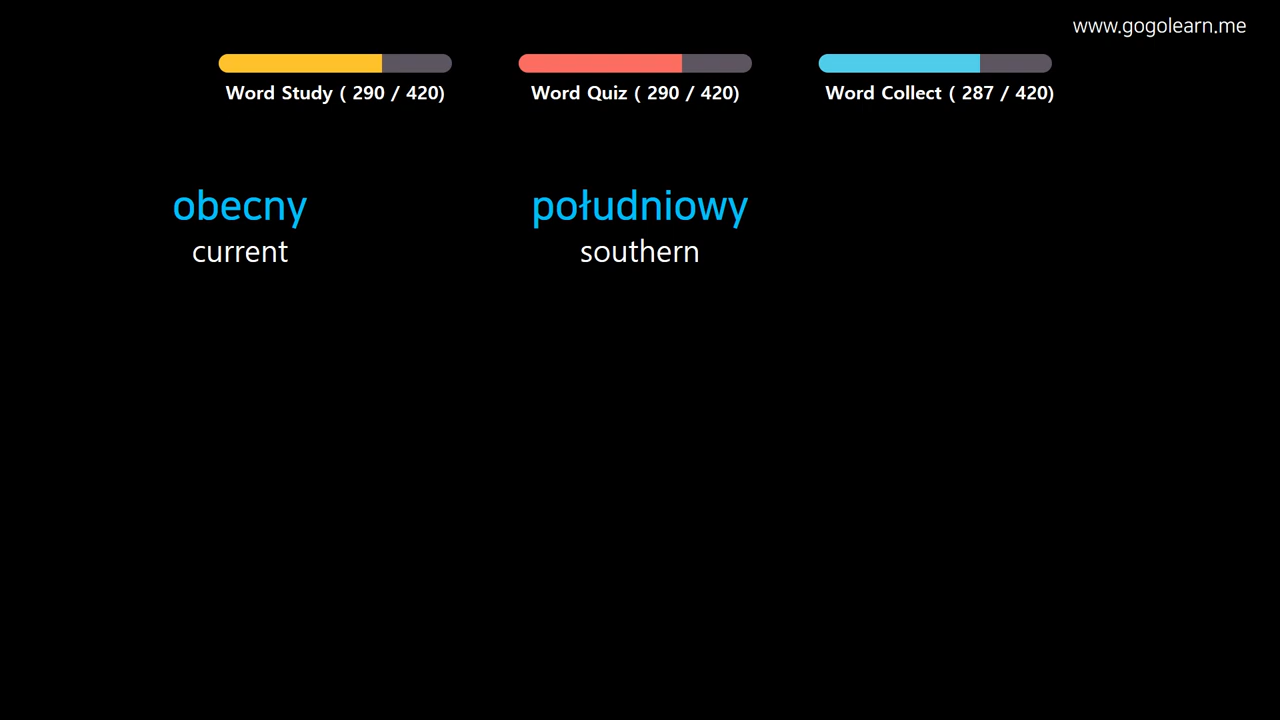 www.gogolearn.me
Word Study ( 290 / 420)
Word Quiz ( 290 / 420)
Word Collect ( 287 / 420)
obecny
current
południowy
southern